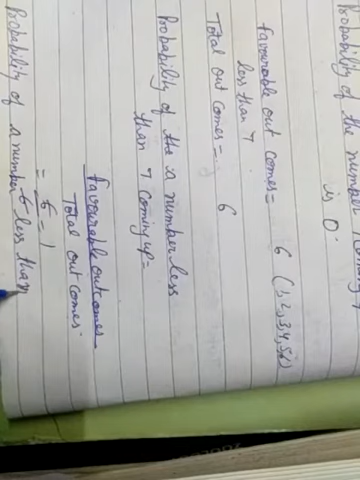 Probability of the number
is 0.
favourable out comes = 6 (1,2,3,4,5,6)
less than 7
Total out comes = 6
Probability of the a number less
than 7 coming up =
favourable outcomes
Total out comes.
= 6/6 = 1
Probability of a number less than